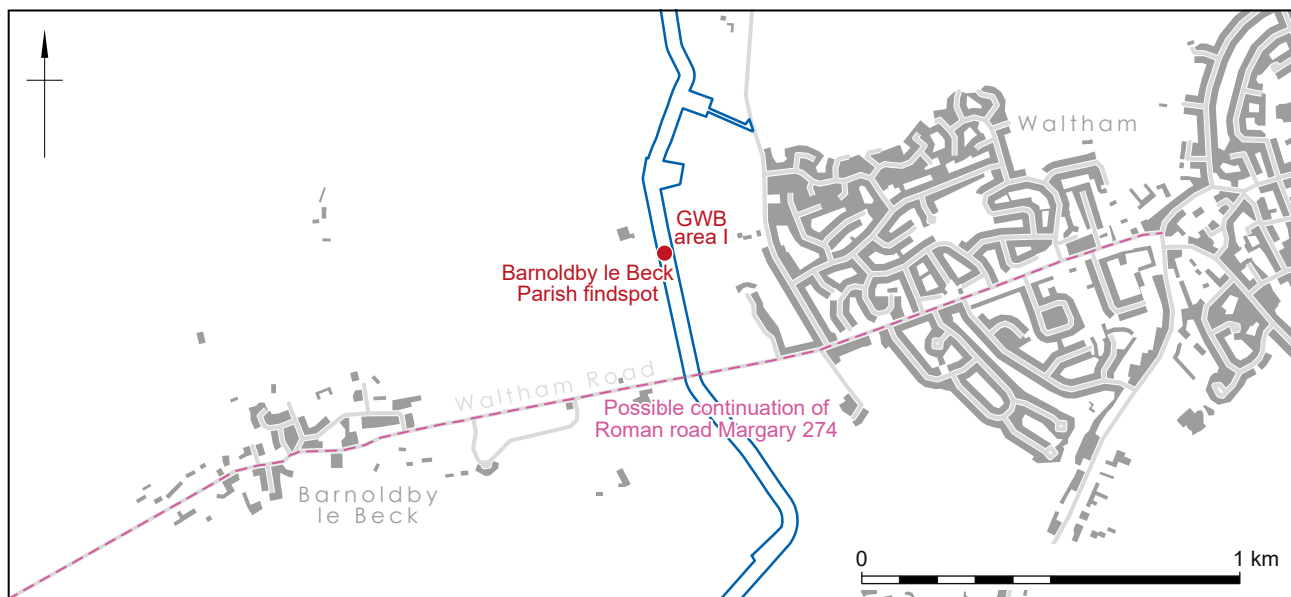 Waltham
GWB
area I
Barnoldby le Beck
Parish findspot
Waltham Road
Possible continuation of
Roman road Margary 274
Barnoldby
le Beck
0
1 km